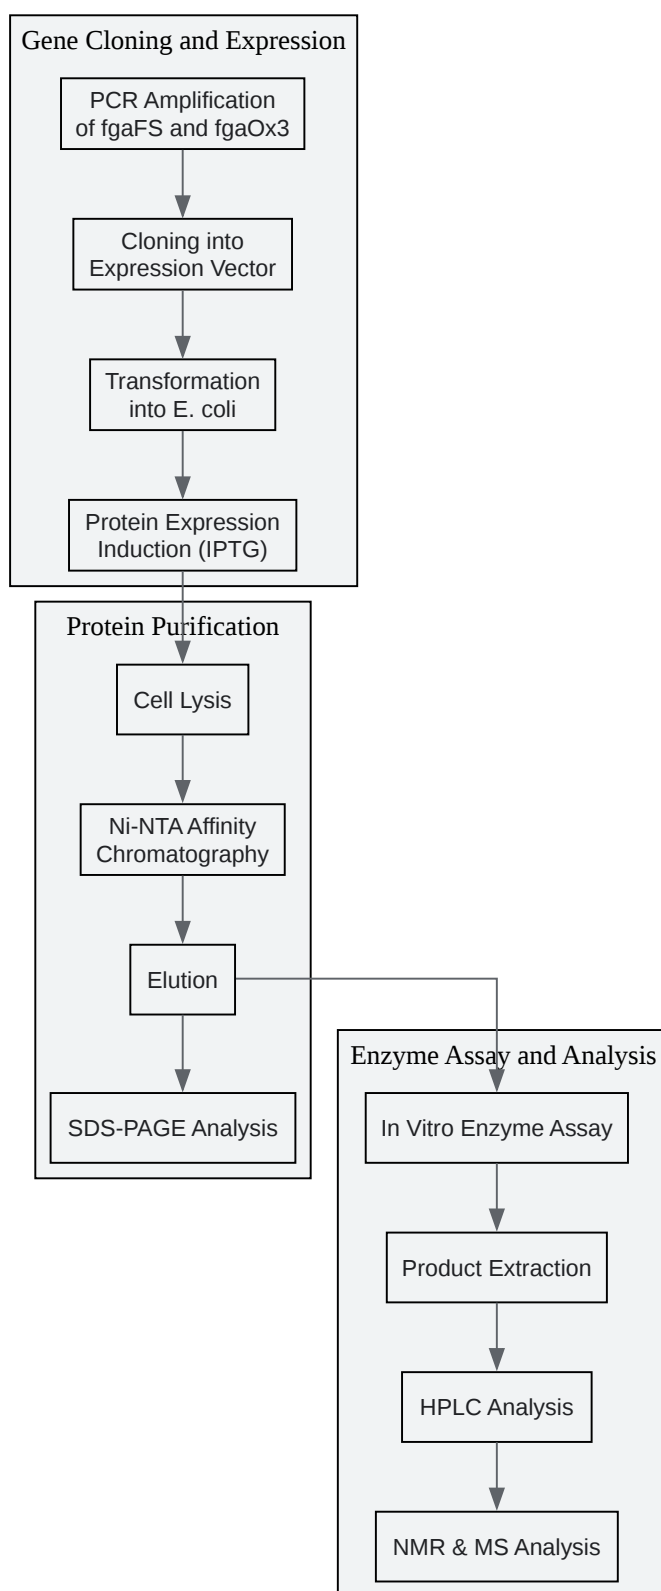 Gene Cloning and Expression
PCR Amplification
of fgaFS and fgaOx3
Cloning into
Expression Vector
Transformation
into E. coli
Protein Expression
Induction (IPTG)
Protein Purification
Cell Lysis
Ni-NTA Affinity
Chromatography
Elution
SDS-PAGE Analysis
Enzyme Assay and Analysis
In Vitro Enzyme Assay
Product Extraction
HPLC Analysis
NMR & MS Analysis